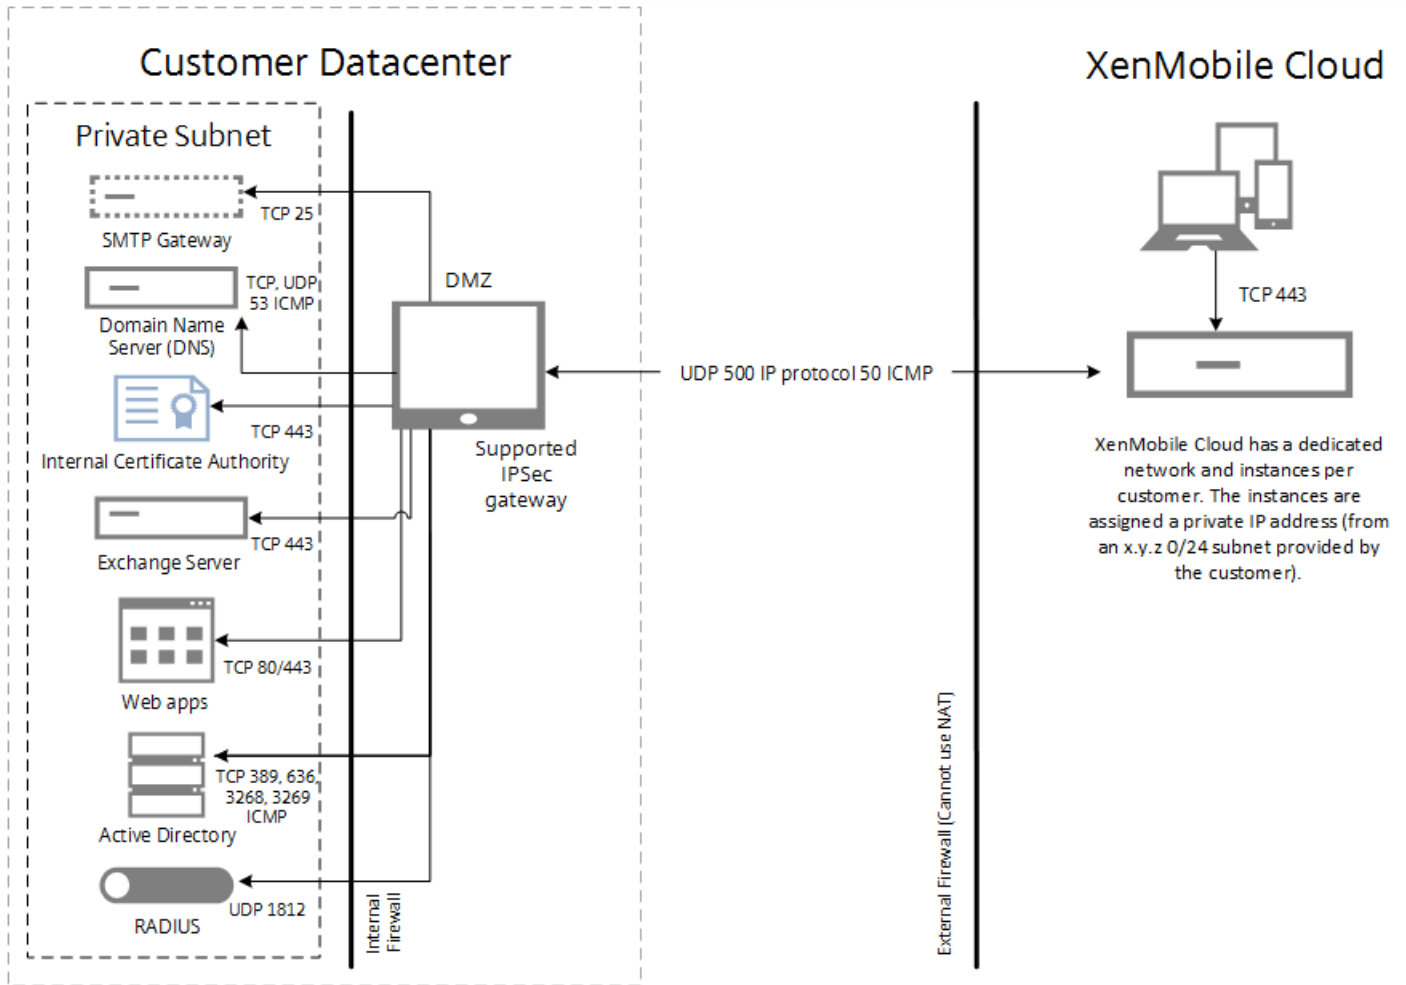 Customer Datacenter
XenMobile Cloud
Private Subnet
TCP 25
SMTP Gateway
TCP, UDP
53 ICMP
Domain Name
Server (DNS)
TCP 443
Internal Certificate Authority
TCP 443
Exchange Server
TCP 80/443
Web apps
TCP 389, 636,
3268, 3269
ICMP
Active Directory
UDP 1812
RADIUS
Internal
Firewall
DMZ
Supported
IPSec
gateway
UDP 500 IP protocol 50 ICMP
External Firewall (Cannot use NAT)
TCP 443
XenMobile Cloud has a dedicated
network and instances per
customer. The instances are
assigned a private IP address (from
an x.y.z 0/24 subnet provided by
the customer).